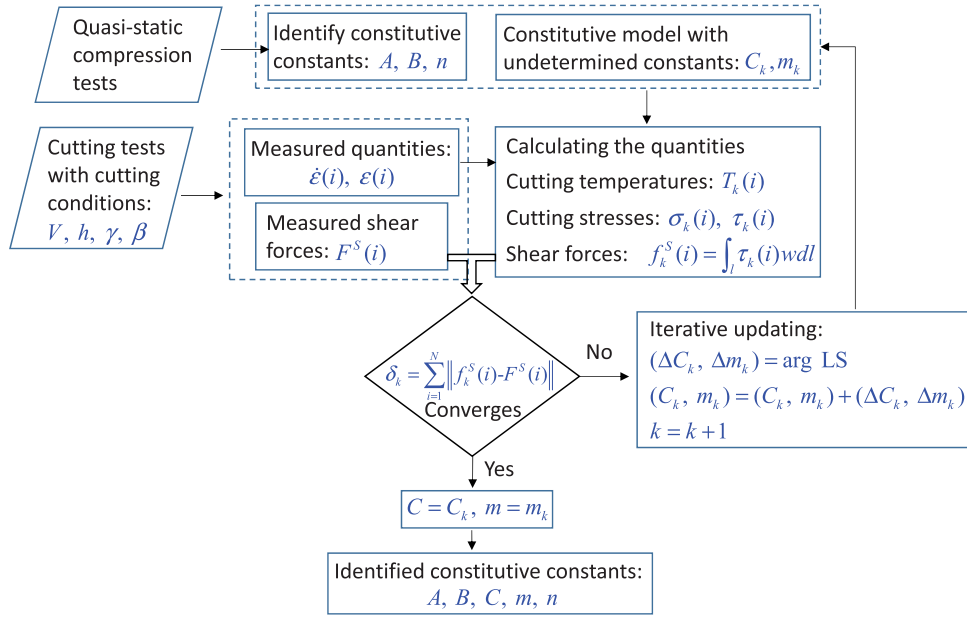 Quasi-static
compression
tests
Identify constitutive
constants: A, B, n
Constitutive model with
undetermined constants: C_k, m_k
Cutting tests
with cutting
conditions:
V, h, γ, β
Measured quantities:
ε̇(i), ε(i)
Measured shear
forces: F^S(i)
Calculating the quantities
Cutting temperatures: T_k(i)
Cutting stresses: σ_k(i), τ_k(i)
Shear forces: f_k^S(i) = ∫_l τ_k(i)wdl
δ_k = ∑_{i=1}^{N} ‖f_k^S(i)-F^S(i)‖
Converges
No
Iterative updating:
(ΔC_k, Δm_k) = arg LS
(C_k, m_k) = (C_k, m_k) + (ΔC_k, Δm_k)
k = k+1
Yes
C = C_k, m = m_k
Identified constitutive constants:
A, B, C, m, n